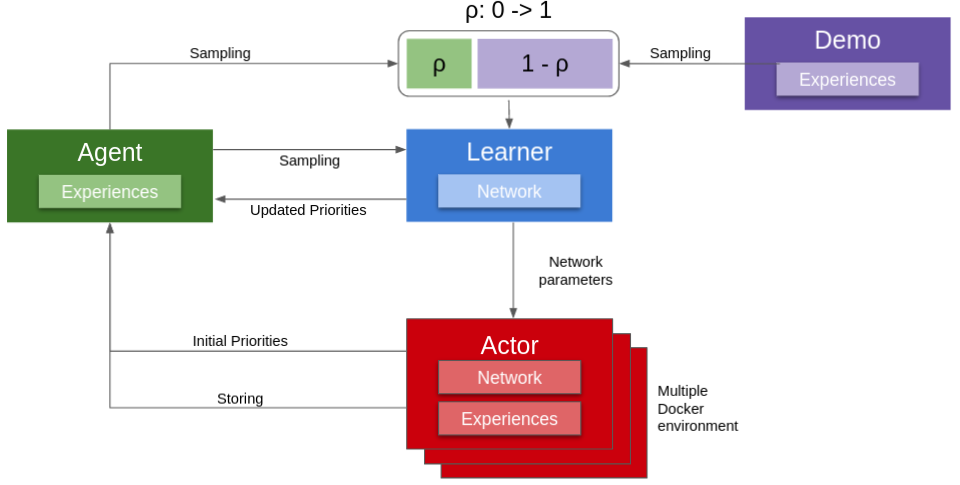 ρ: 0 -> 1
Sampling
ρ
1 - ρ
Sampling
Demo
Experiences
Agent
Experiences
Sampling
Updated Priorities
Learner
Network
Network
parameters
Initial Priorities
Storing
Actor
Network
Experiences
Multiple
Docker
environment